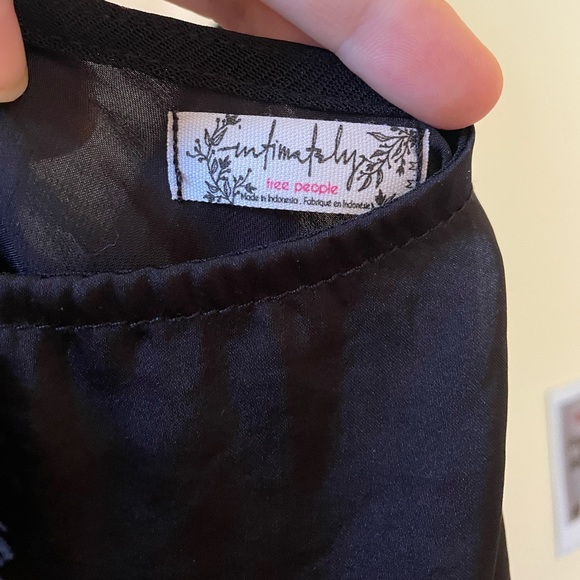 intimately
free people
Made in Indonesia . Fabriqué en Indonésie
M M